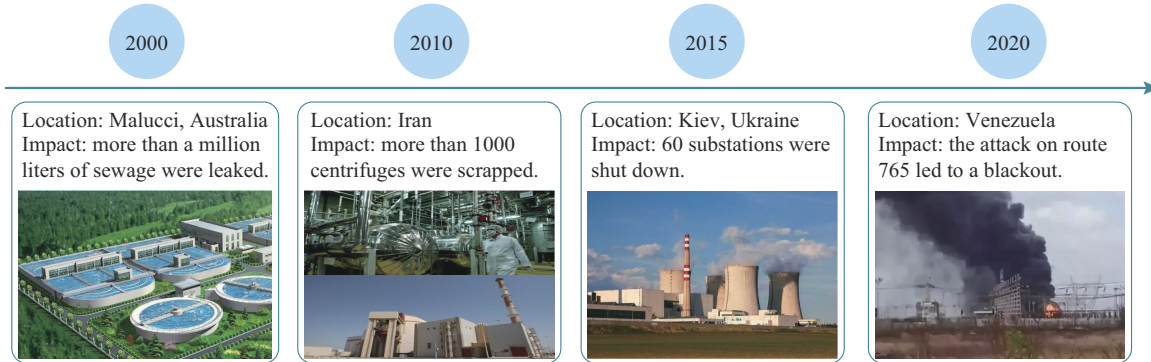 2000
2010
2015
2020
Location: Malucci, Australia
Impact: more than a million
liters of sewage were leaked.
Location: Iran
Impact: more than 1000
centrifuges were scrapped.
Location: Kiev, Ukraine
Impact: 60 substations were
shut down.
Location: Venezuela
Impact: the attack on route
765 led to a blackout.